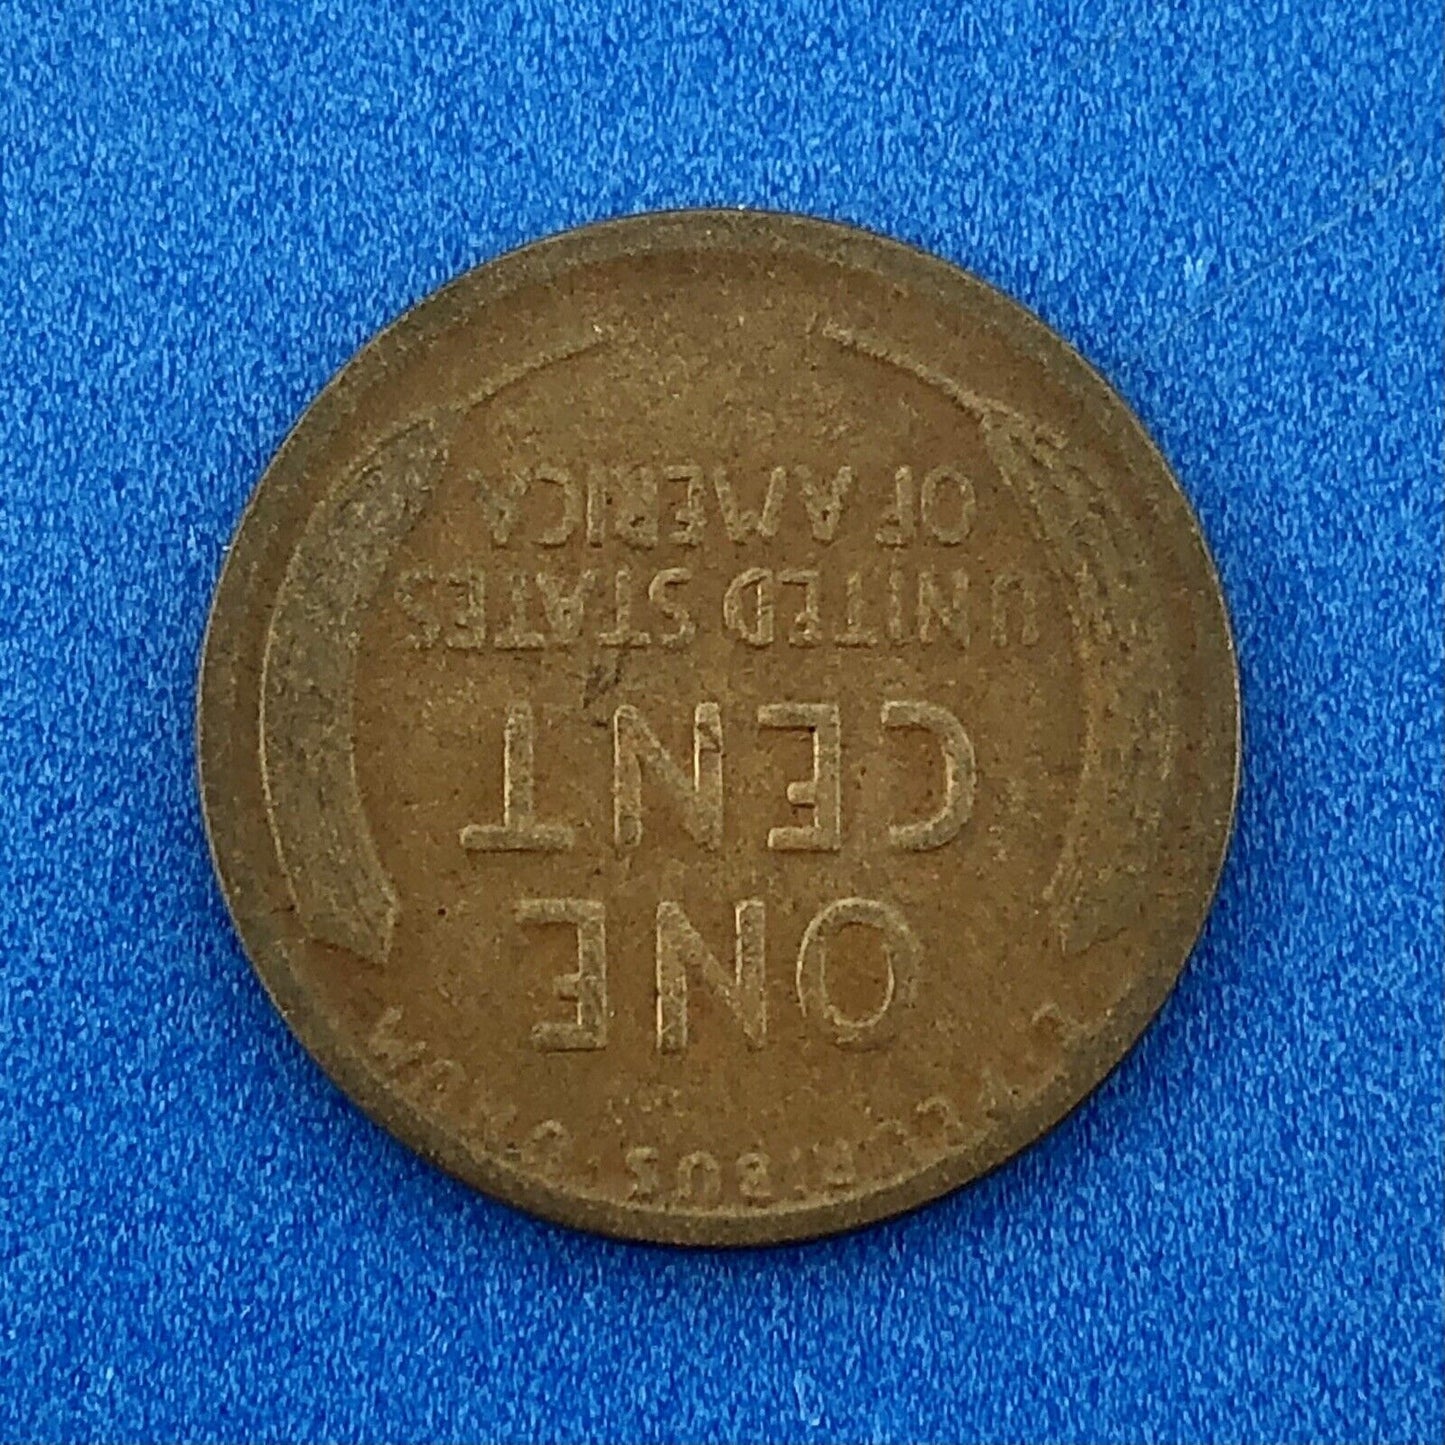 E·PLURIBUS·UNUM
ONE
CENT
UNITED STATES
OF AMERICA